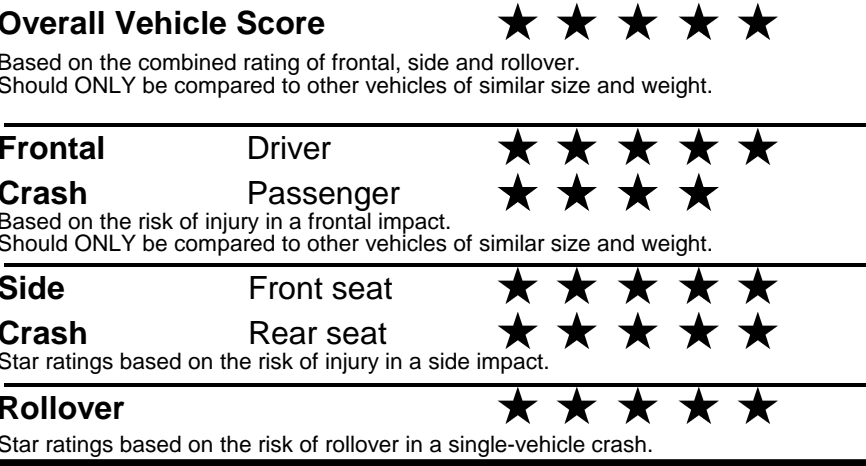 Overall Vehicle Score ★ ★ ★ ★ ★
Based on the combined rating of frontal, side and rollover.
Should ONLY be compared to other vehicles of similar size and weight.
Frontal Driver ★ ★ ★ ★ ★
Crash Passenger ★ ★ ★ ★
Based on the risk of injury in a frontal impact.
Should ONLY be compared to other vehicles of similar size and weight.
Side Front seat ★ ★ ★ ★ ★
Crash Rear seat ★ ★ ★ ★ ★
Star ratings based on the risk of injury in a side impact.
Rollover ★ ★ ★ ★ ★
Star ratings based on the risk of rollover in a single-vehicle crash.